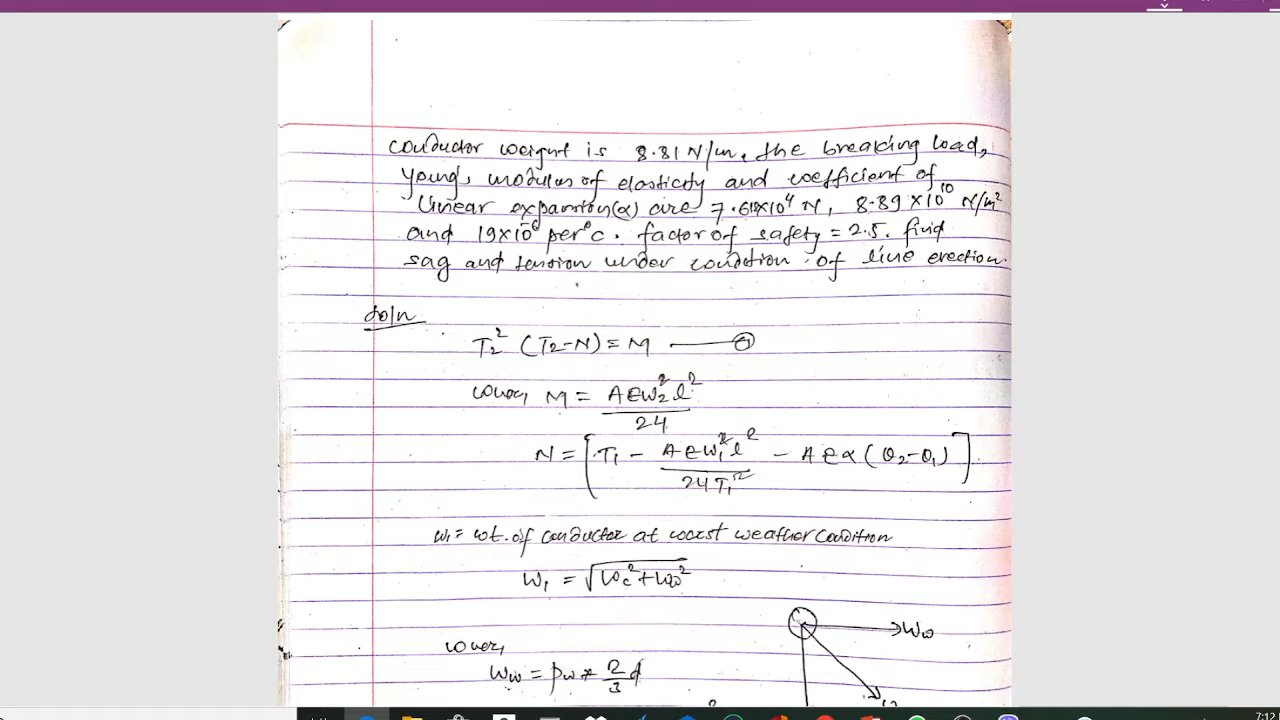 conductor weight is 8.81 N/m. the breaking load,
young, modulus of elasticity and coefficient of
linear expansion(α) are 7.619×10⁴ N, 8.89×10¹⁰ N/m²
and 19×10⁻⁶ per°c. factor of safety = 2.5. find
sag and tension under condition of line erection.
soln
T₂² (T₂-N) = M
where, M = AEw₂²l² / 24
N = [T₁ - AEw₁²l² / 24T₁² - AEα(θ₂-θ₁)]
w₁ = wt. of conductor at worst weather condition
w₁ = √wc²+ww²
where,
ww = pw * 2/3 d
ww
7:12